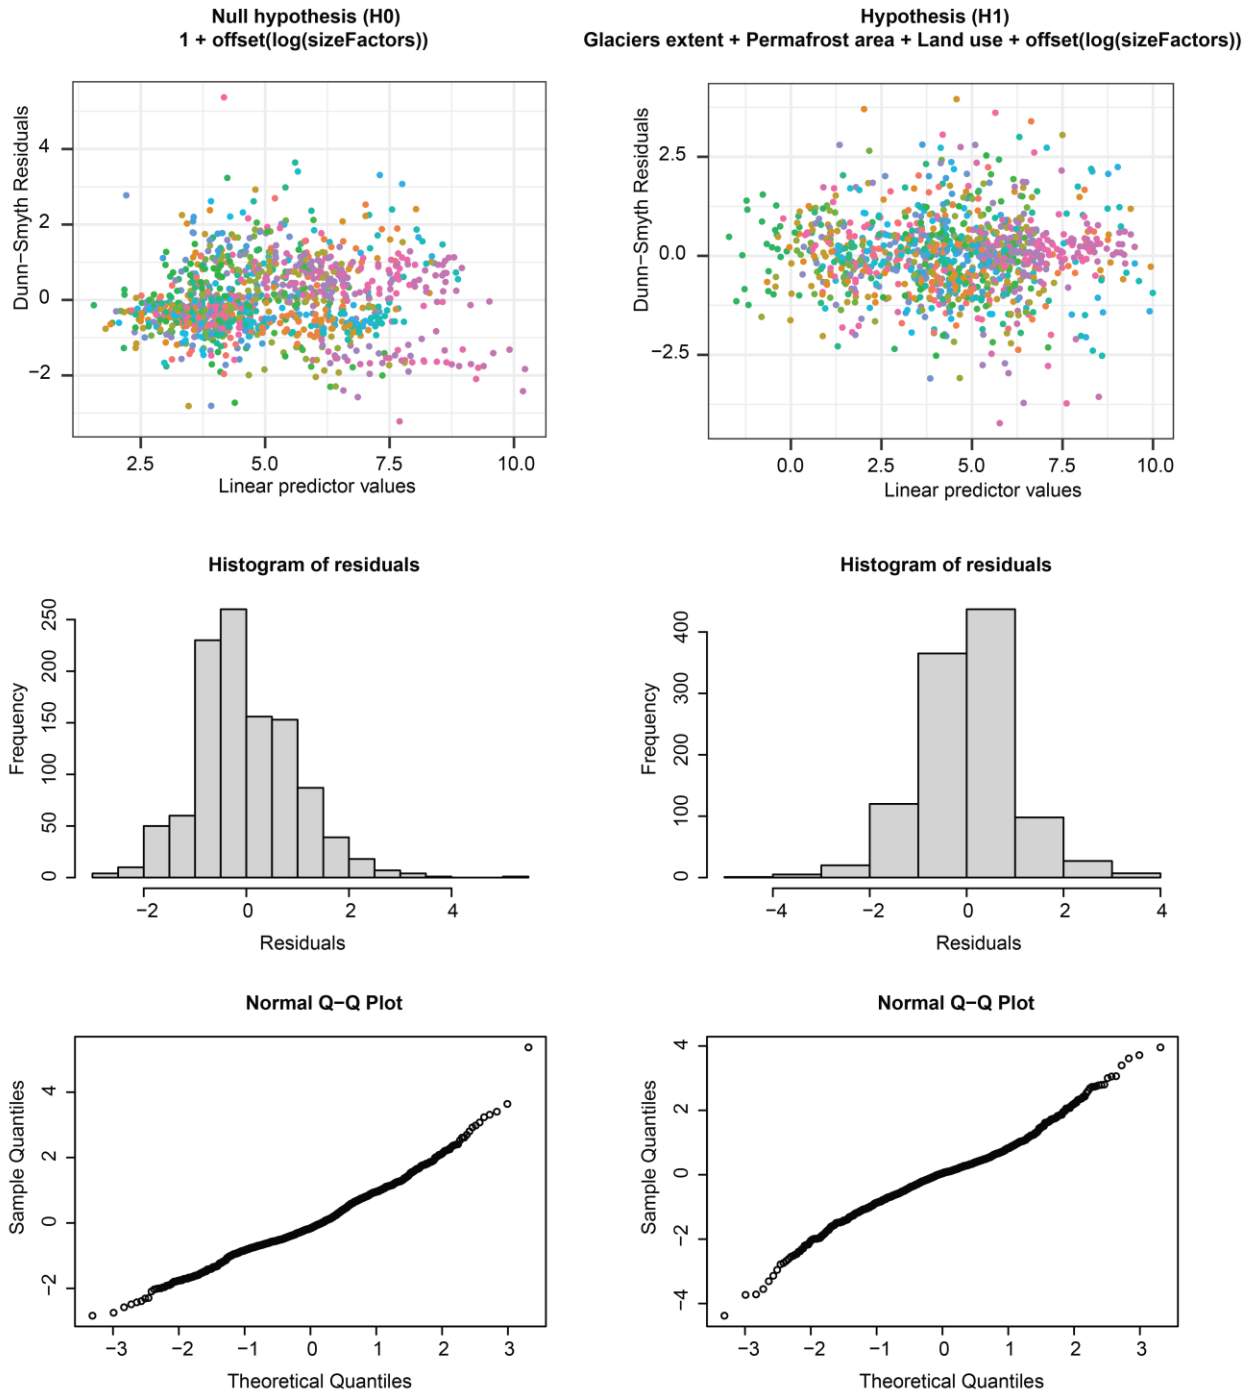 Null hypothesis (H0)
1 + offset(log(sizeFactors))
Dunn−Smyth Residuals
4
2
0
−2
2.5 5.0 7.5 10.0
Linear predictor values
Hypothesis (H1)
Glaciers extent + Permafrost area + Land use + offset(log(sizeFactors))
Dunn−Smyth Residuals
2.5
0.0
−2.5
0.0 2.5 5.0 7.5 10.0
Linear predictor values
Histogram of residuals
Frequency
250
200
150
100
50
0
−2 0 2 4
Residuals
Histogram of residuals
Frequency
400
300
200
100
0
−4 −2 0 2 4
Residuals
Normal Q−Q Plot
Sample Quantiles
4
2
0
−2
−3 −2 −1 0 1 2 3
Theoretical Quantiles
Normal Q−Q Plot
Sample Quantiles
4
2
0
−2
−4
−3 −2 −1 0 1 2 3
Theoretical Quantiles